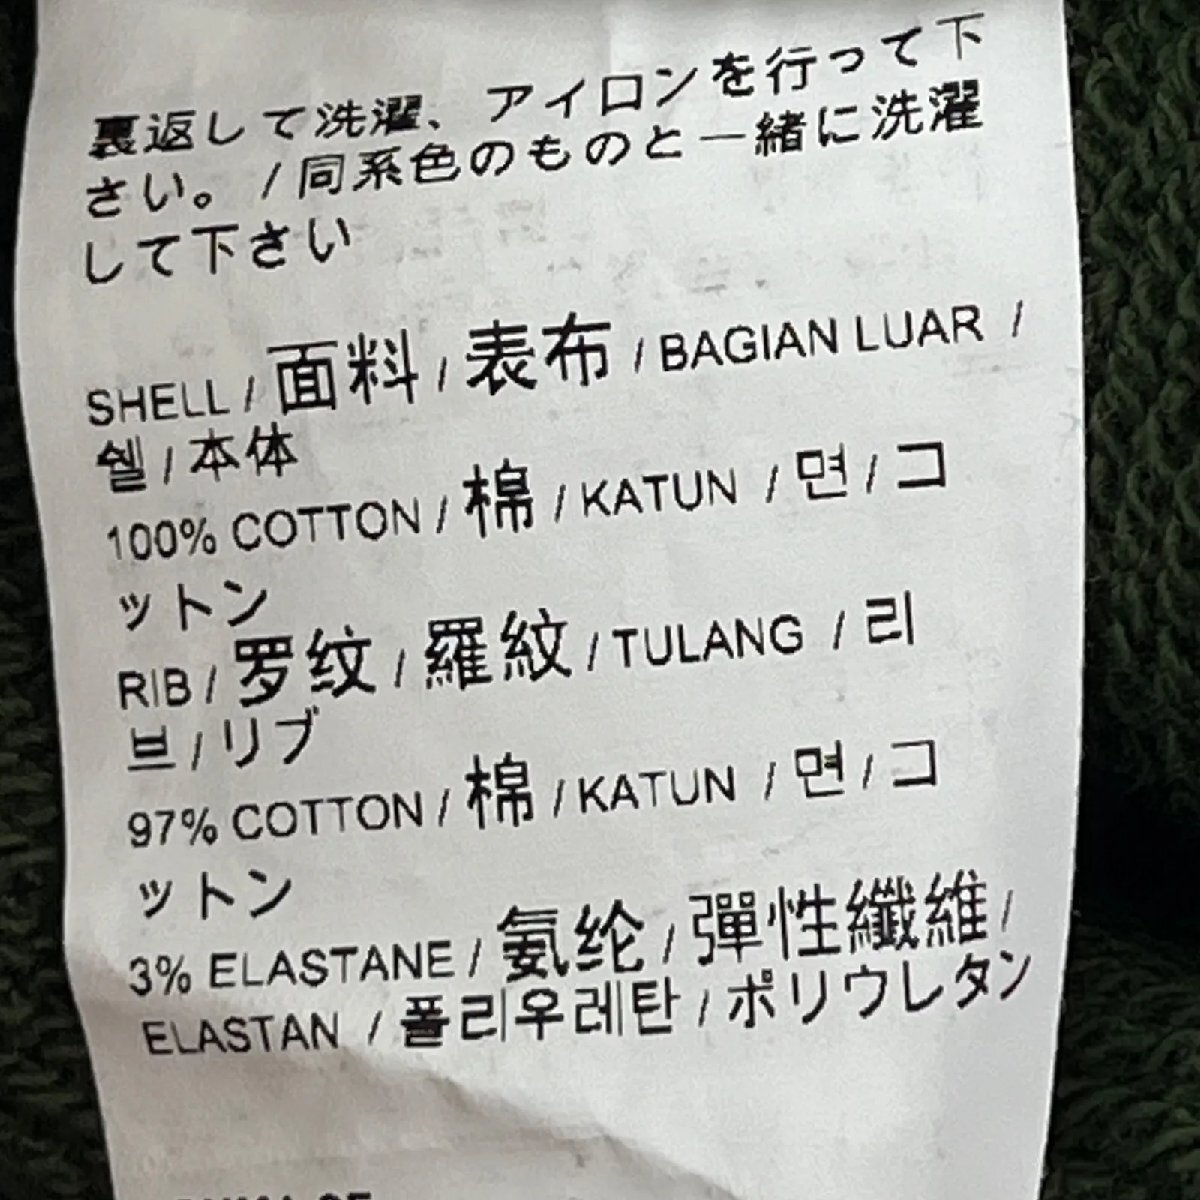 裏返して洗濯、アイロンを行って下
さい。 / 同系色のものと一緒に洗濯
して下さい
SHELL / 面料 / 表布 / BAGIAN LUAR /
쉘 / 本体
100% COTTON / 棉 / KATUN / 면 / コ
ットン
RIB / 罗纹 / 羅紋 / TULANG / 리
브 / リブ
97% COTTON / 棉 / KATUN / 면 / コ
ットン
3% ELASTANE / 氨纶 / 彈性纖維 /
ELASTAN / 폴리우레탄 / ポリウレタン